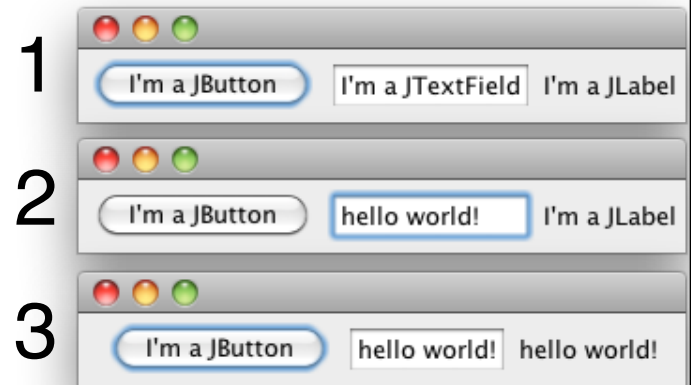 1
I'm a JButton I'm a JTextField I'm a JLabel
2
I'm a JButton hello world! I'm a JLabel
3
I'm a JButton hello world! hello world!